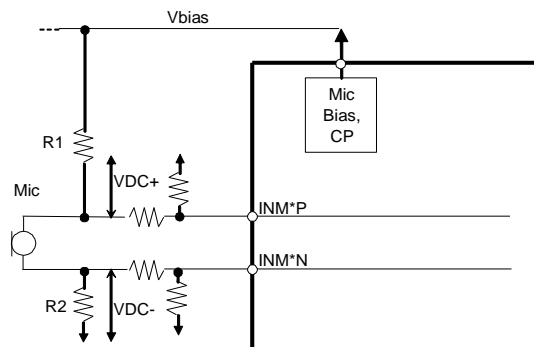 Vbias
Mic
Bias,
CP
R1
Mic
VDC+
INM*P
INM*N
R2
VDC-